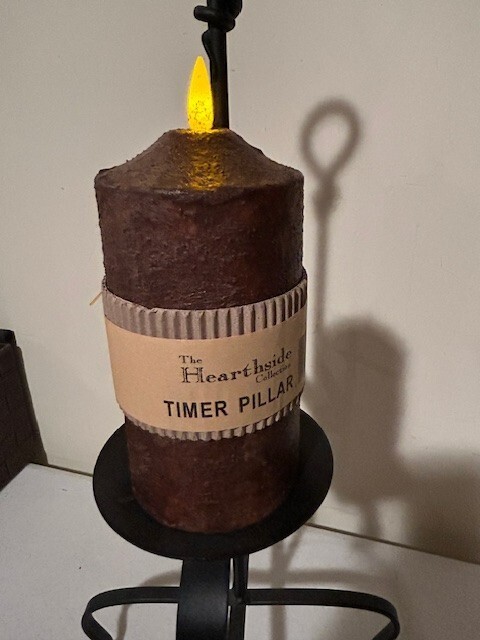 The
Hearthside
Collection
TIMER PILLAR